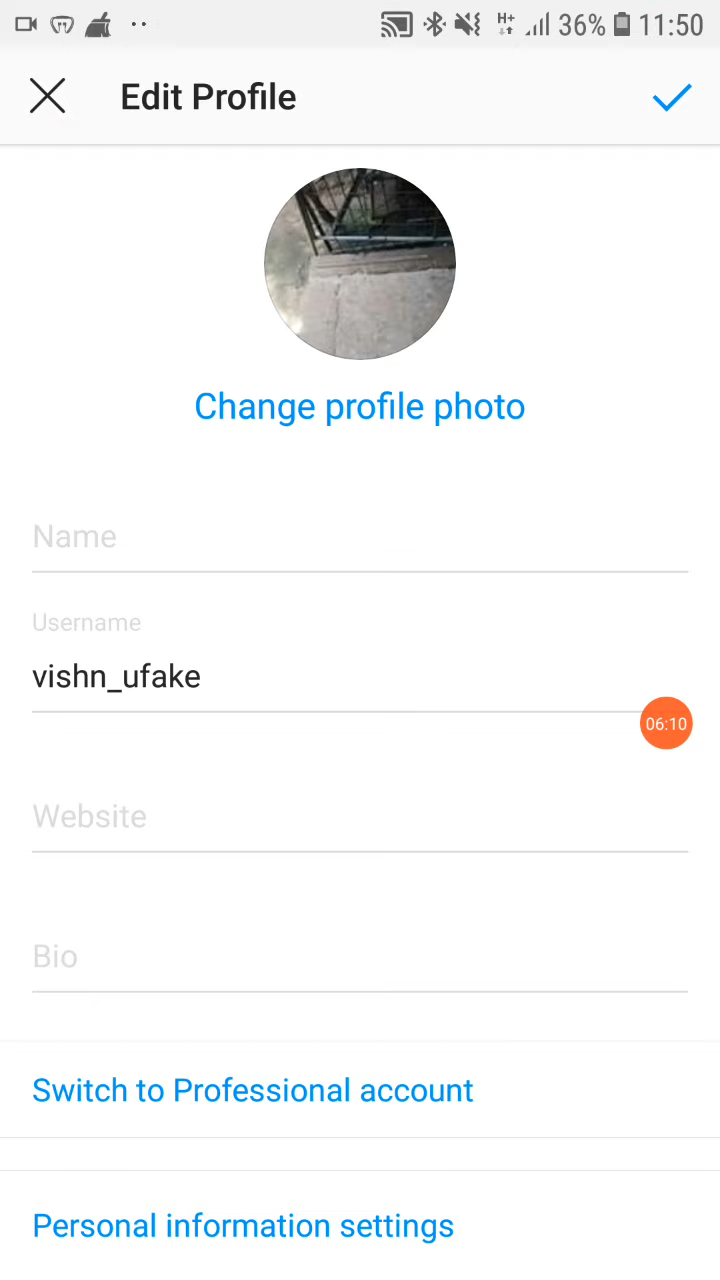 H+ 36% 11:50
Edit Profile
Change profile photo
Name
Username
vishn_ufake
06:10
Website
Bio
Switch to Professional account
Personal information settings